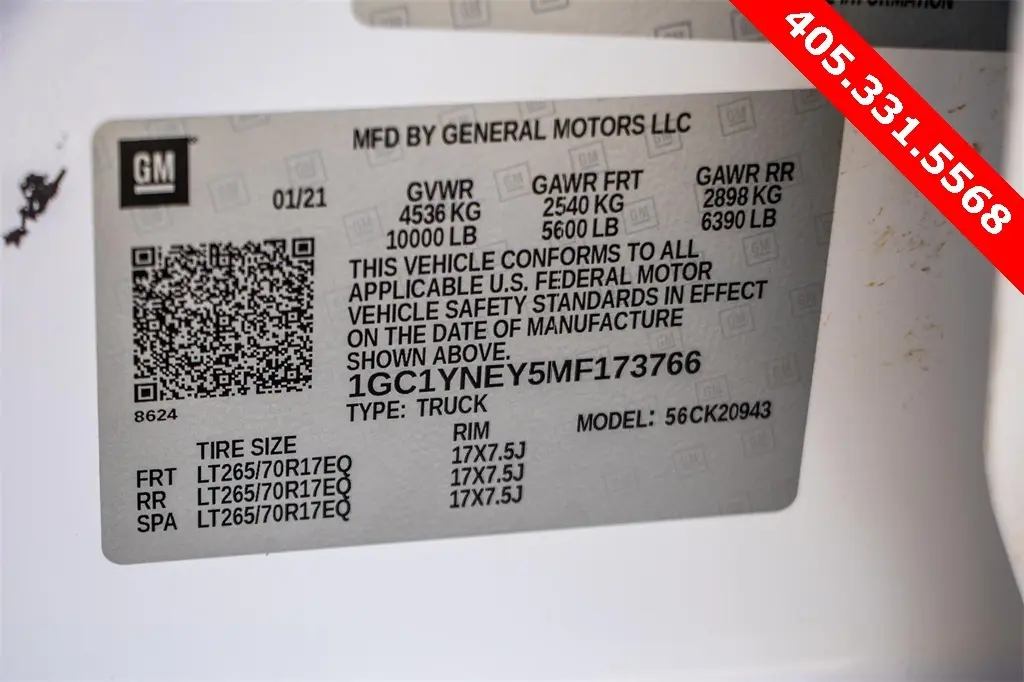 INFORMATION
405.331.5568
MFD BY GENERAL MOTORS LLC
GM
01/21
GVWR GAWR FRT GAWR RR
4536 KG 2540 KG 2898 KG
10000 LB 5600 LB 6390 LB
THIS VEHICLE CONFORMS TO ALL
APPLICABLE U.S. FEDERAL MOTOR
VEHICLE SAFETY STANDARDS IN EFFECT
ON THE DATE OF MANUFACTURE
SHOWN ABOVE.
1GC1YNEY5MF173766
8624
TYPE: TRUCK MODEL: 56CK20943
TIRE SIZE RIM
FRT LT265/70R17EQ 17X7.5J
RR LT265/70R17EQ 17X7.5J
SPA LT265/70R17EQ 17X7.5J